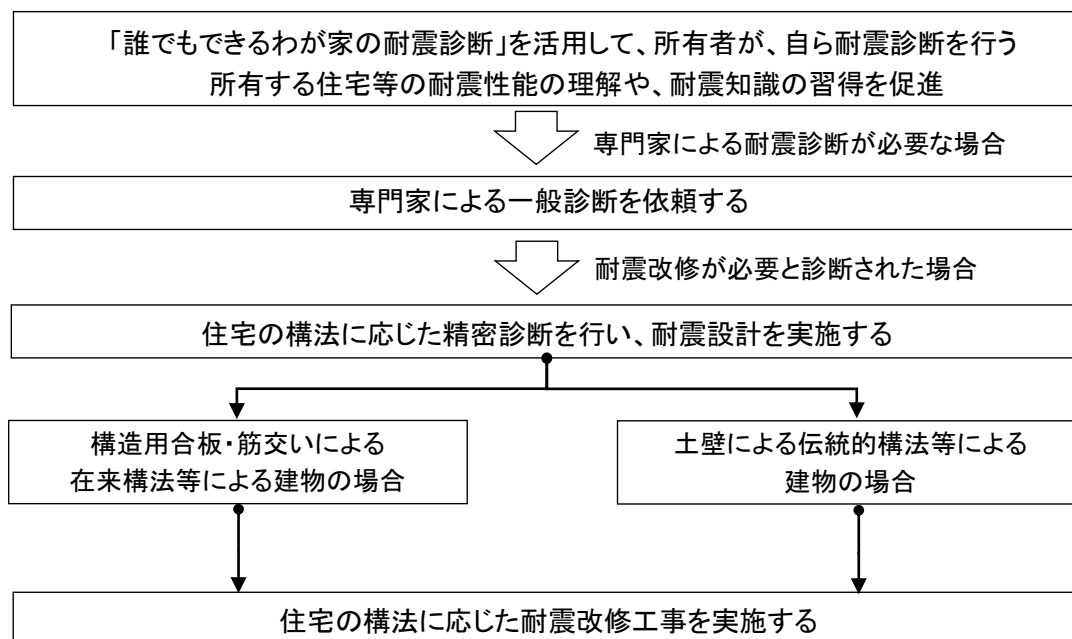 「誰でもできるわが家の耐震診断」を活用して、所有者が、自ら耐震診断を行う
所有する住宅等の耐震性能の理解や、耐震知識の習得を促進
専門家による耐震診断が必要な場合
専門家による一般診断を依頼する
耐震改修が必要と診断された場合
住宅の構法に応じた精密診断を行い、耐震設計を実施する
構造用合板・筋交いによる
在来構法等による建物の場合
土壁による伝統的構法等による
建物の場合
住宅の構法に応じた耐震改修工事を実施する